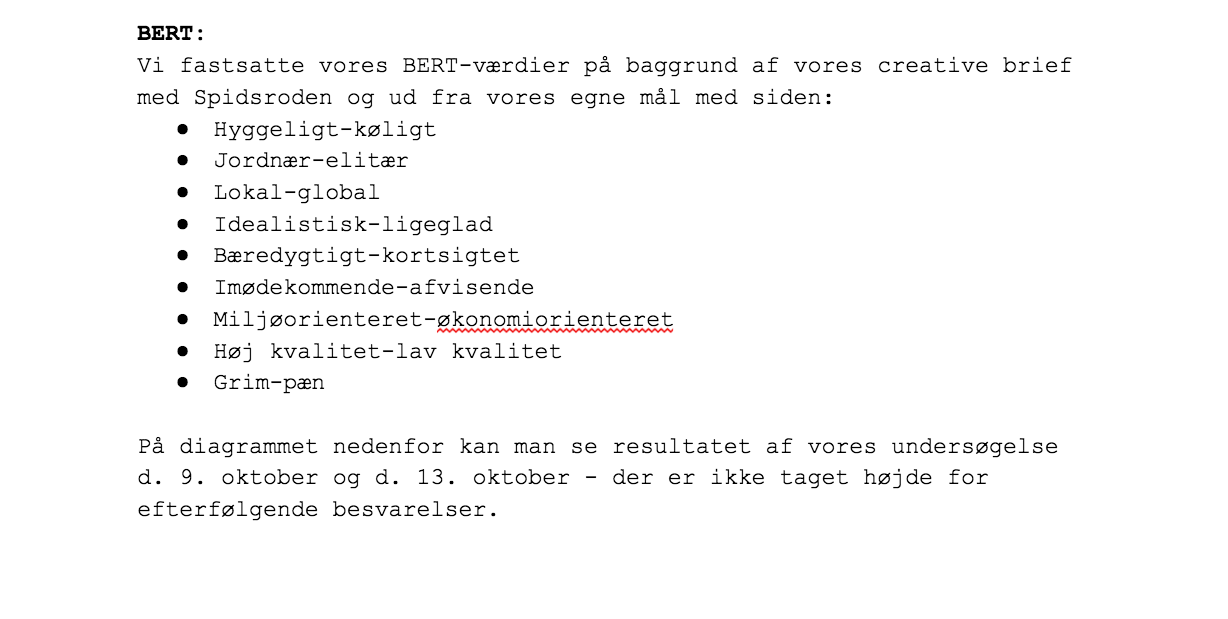 BERT:
Vi fastsatte vores BERT-værdier på baggrund af vores creative brief
med Spidsroden og ud fra vores egne mål med siden:
● Hyggeligt-køligt
● Jordnær-elitær
● Lokal-global
● Idealistisk-ligeglad
● Bæredygtigt-kortsigtet
● Imødekommende-afvisende
● Miljøorienteret-økonomiorienteret
● Høj kvalitet-lav kvalitet
● Grim-pæn
På diagrammet nedenfor kan man se resultatet af vores undersøgelse
d. 9. oktober og d. 13. oktober - der er ikke taget højde for
efterfølgende besvarelser.